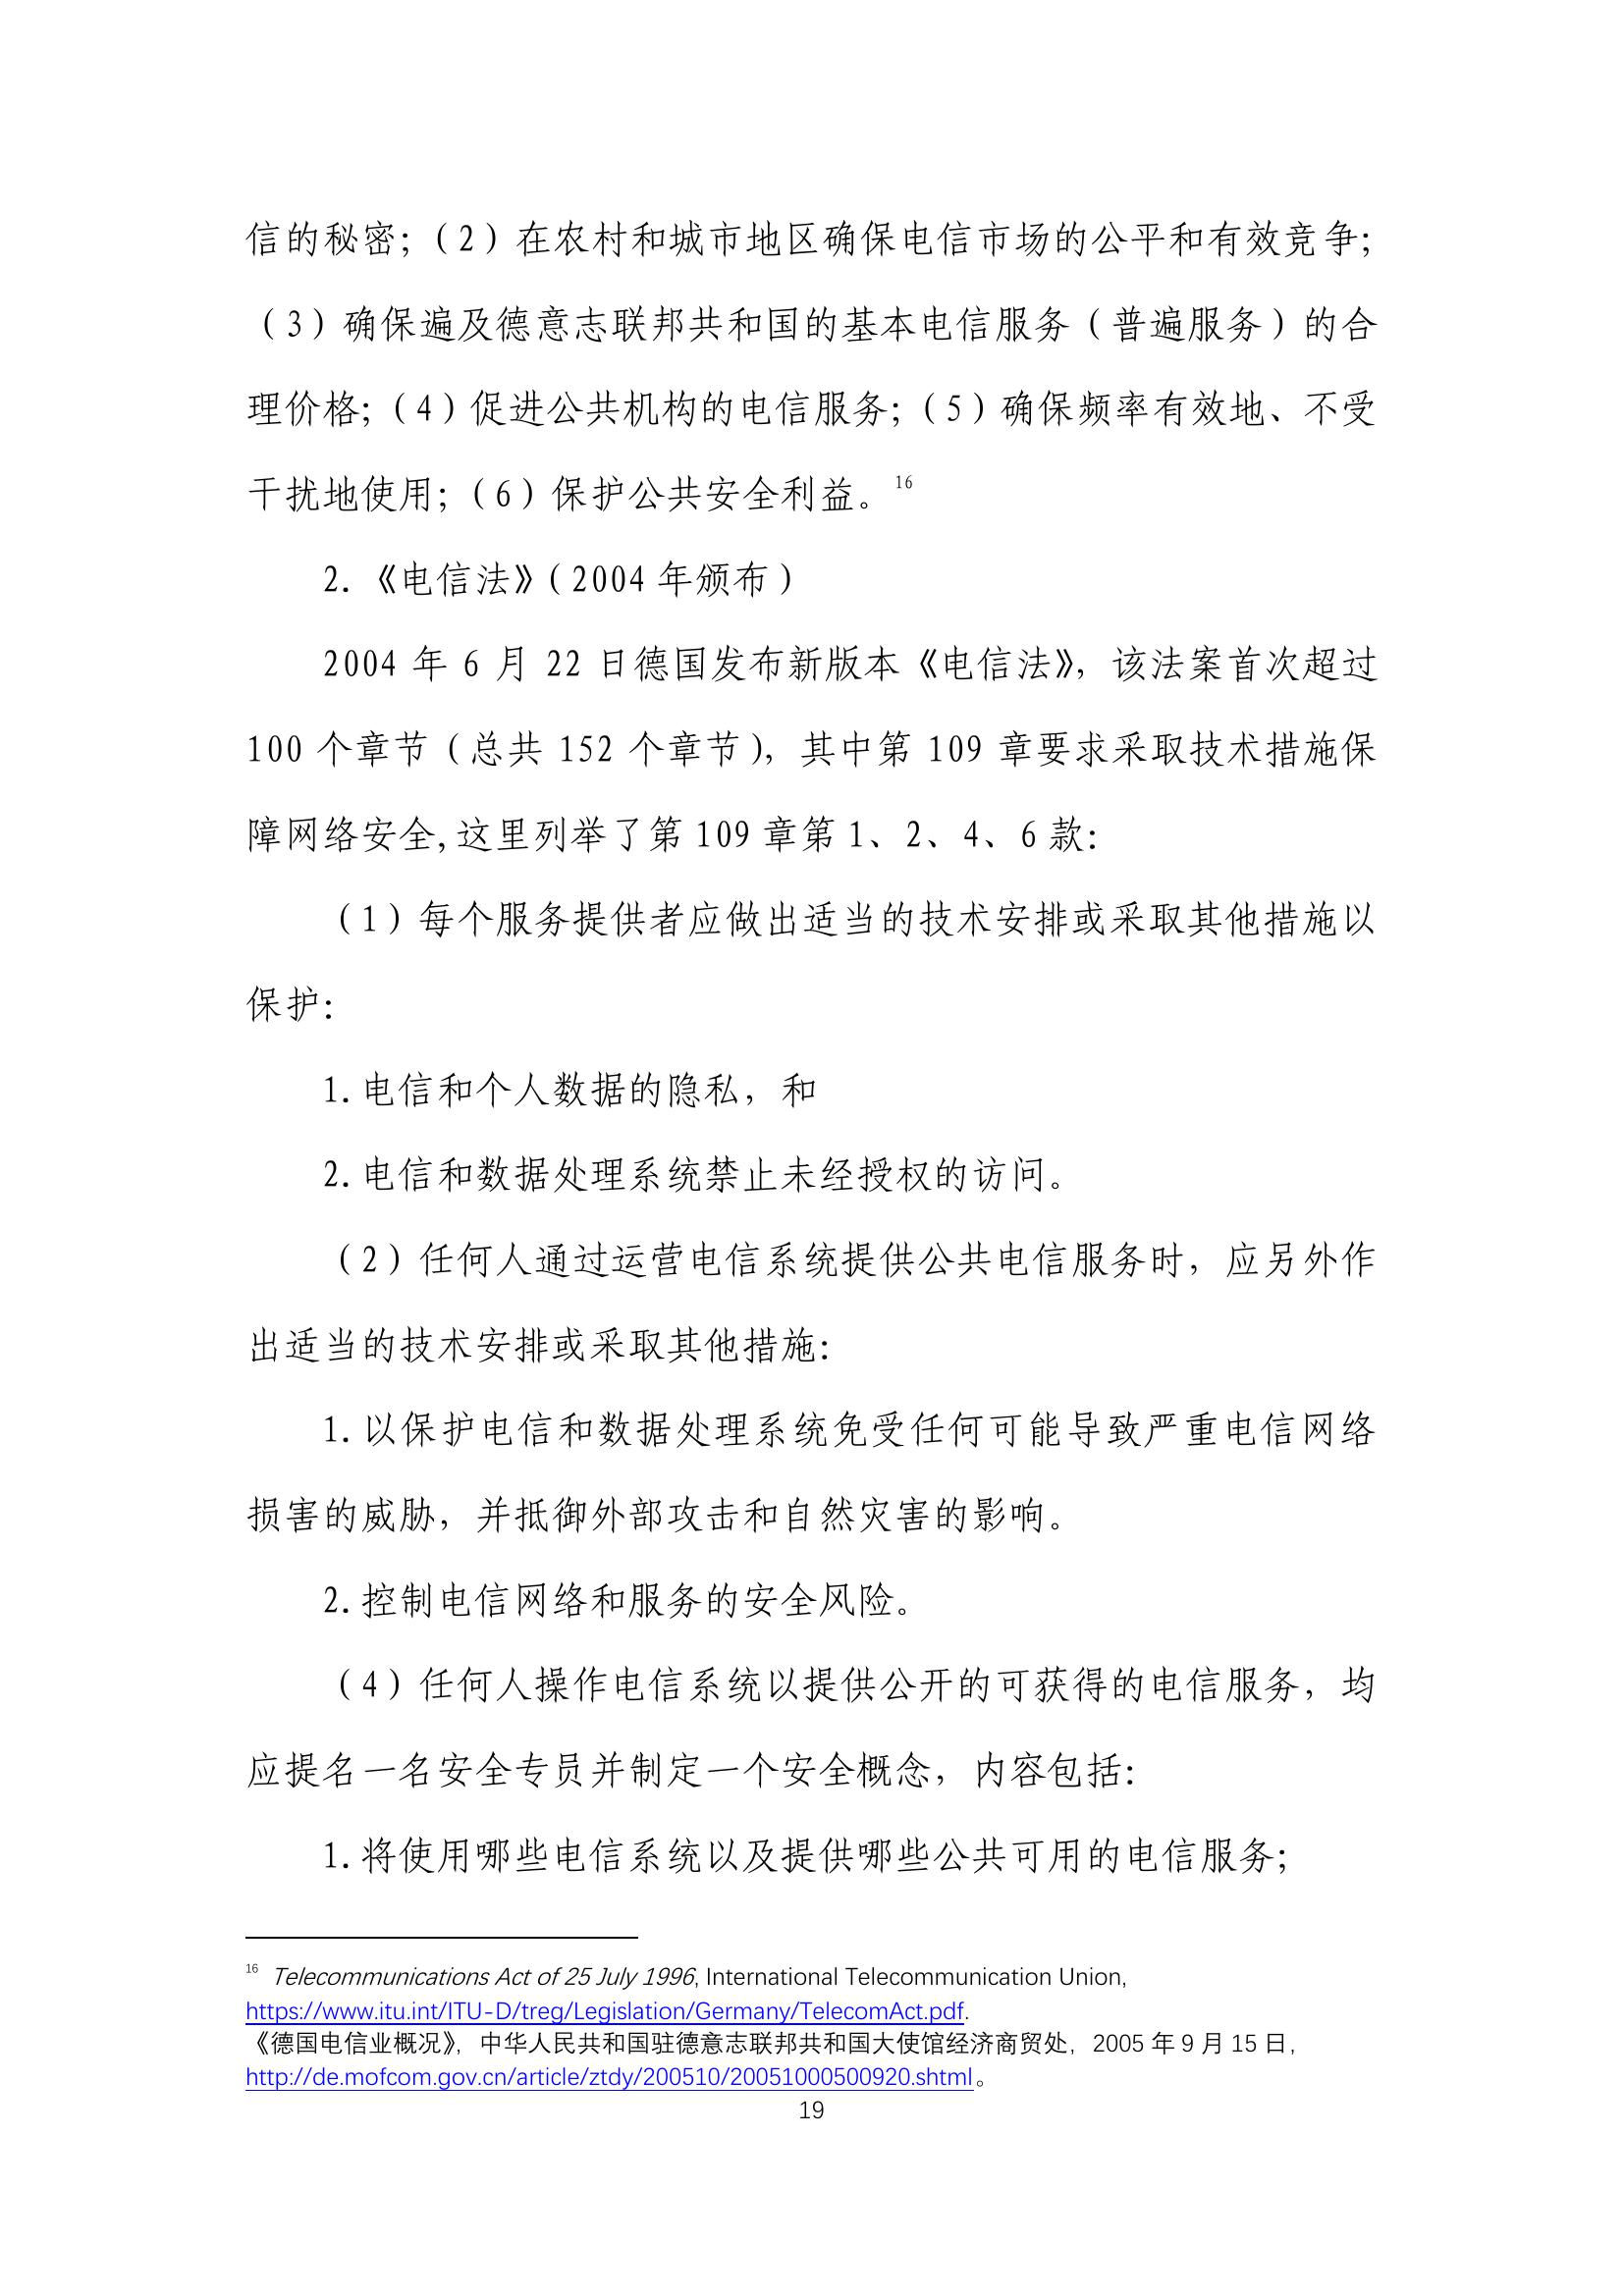 信的秘密；（2）在农村和城市地区确保电信市场的公平和有效竞争；
（3）确保遍及德意志联邦共和国的基本电信服务（普遍服务）的合
理价格；（4）促进公共机构的电信服务；（5）确保频率有效地、不受
干扰地使用；（6）保护公共安全利益。16
2.《电信法》（2004 年颁布）
2004 年 6 月 22 日德国发布新版本《电信法》，该法案首次超过
100 个章节（总共 152 个章节），其中第 109 章要求采取技术措施保
障网络安全,这里列举了第 109 章第 1、2、4、6 款：
（1）每个服务提供者应做出适当的技术安排或采取其他措施以
保护：
1.电信和个人数据的隐私，和
2.电信和数据处理系统禁止未经授权的访问。
（2）任何人通过运营电信系统提供公共电信服务时，应另外作
出适当的技术安排或采取其他措施：
1.以保护电信和数据处理系统免受任何可能导致严重电信网络
损害的威胁，并抵御外部攻击和自然灾害的影响。
2.控制电信网络和服务的安全风险。
（4）任何人操作电信系统以提供公开的可获得的电信服务，均
应提名一名安全专员并制定一个安全概念，内容包括：
1.将使用哪些电信系统以及提供哪些公共可用的电信服务；
16 Telecommunications Act of 25 July 1996, International Telecommunication Union,
https://www.itu.int/ITU-D/treg/Legislation/Germany/TelecomAct.pdf.
《德国电信业概况》，中华人民共和国驻德意志联邦共和国大使馆经济商贸处，2005 年 9 月 15 日，
http://de.mofcom.gov.cn/article/ztdy/200510/20051000500920.shtml。
19